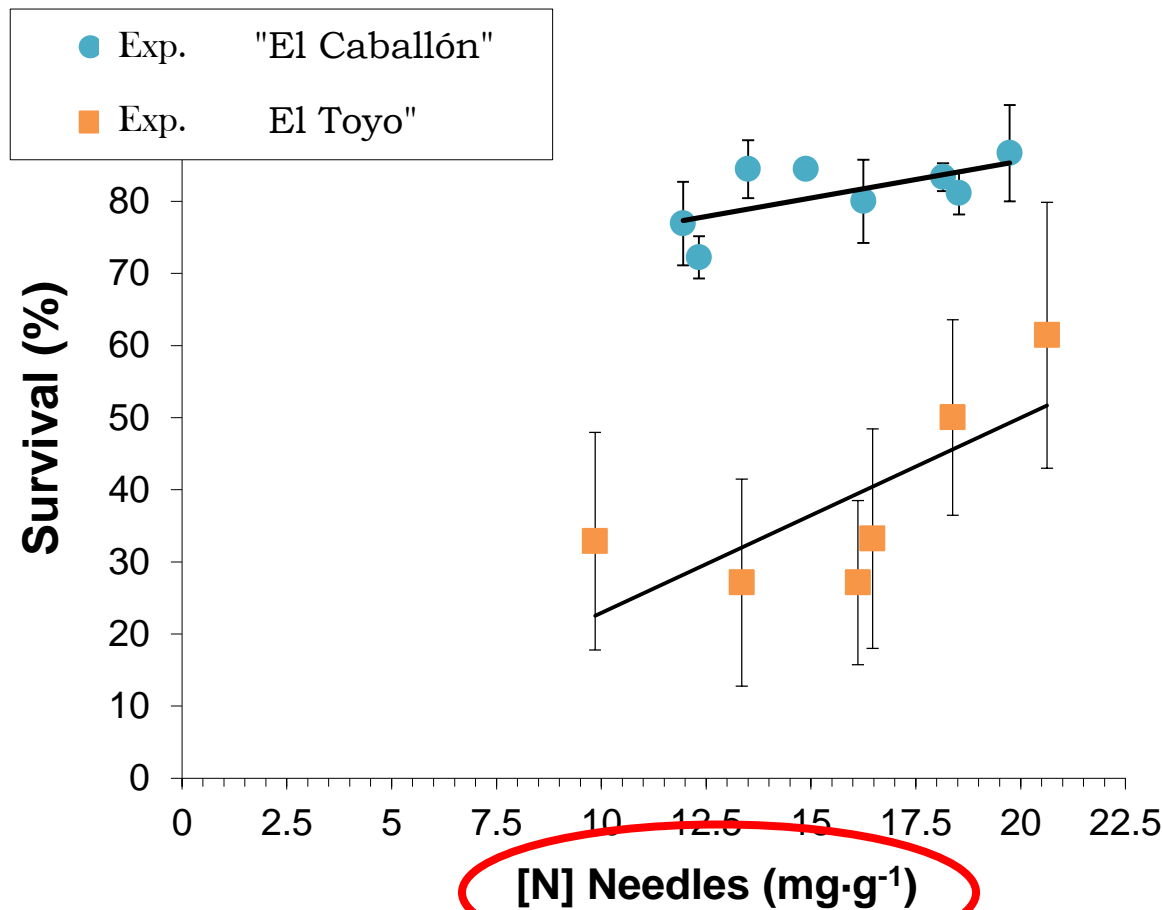 Exp. "El Caballón"
Exp. El Toyo"
80
70
60
50
40
30
20
10
0
Survival (%)
0 2.5 5 7.5 10 12.5 15 17.5 20 22.5
[N] Needles (mg·g⁻¹)